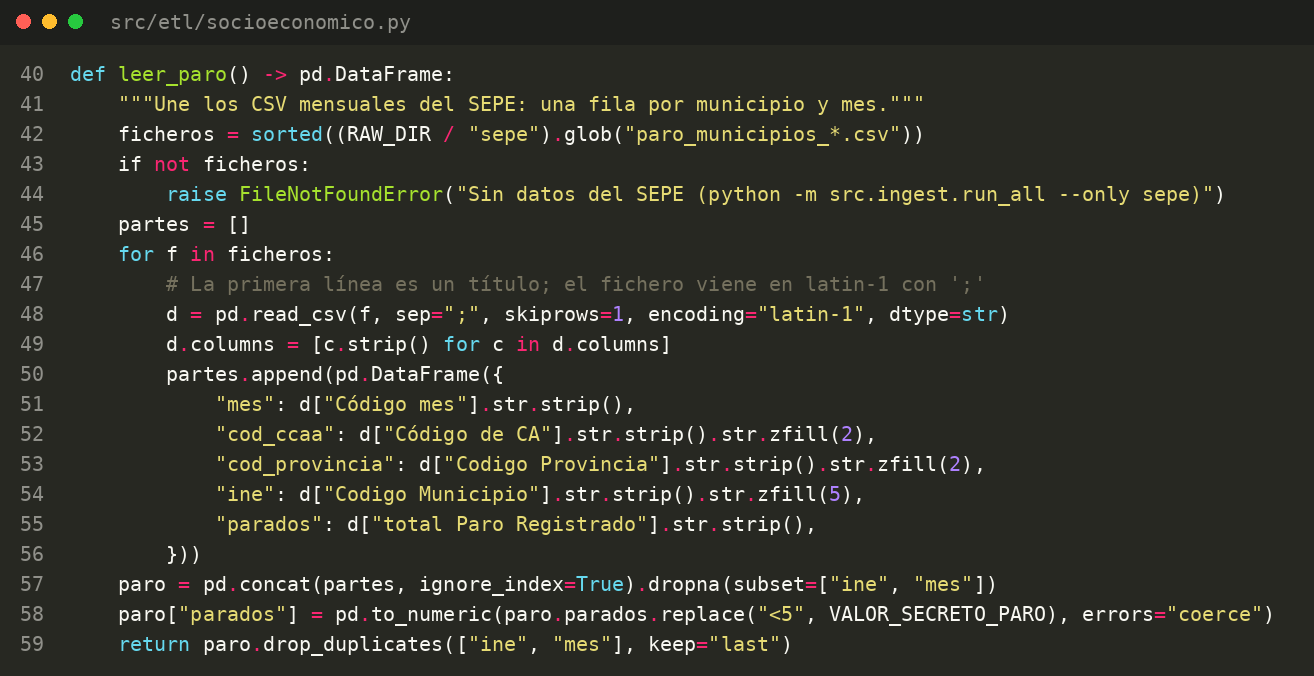 src/etl/socioeconomico.py
40 def leer_paro() -> pd.DataFrame:
41     """Une los CSV mensuales del SEPE: una fila por municipio y mes."""
42     ficheros = sorted((RAW_DIR / "sepe").glob("paro_municipios_*.csv"))
43     if not ficheros:
44         raise FileNotFoundError("Sin datos del SEPE (python -m src.ingest.run_all --only sepe)")
45     partes = []
46     for f in ficheros:
47         # La primera línea es un título; el fichero viene en latin-1 con ';'
48         d = pd.read_csv(f, sep=";", skiprows=1, encoding="latin-1", dtype=str)
49         d.columns = [c.strip() for c in d.columns]
50         partes.append(pd.DataFrame({
51             "mes": d["Código mes"].str.strip(),
52             "cod_ccaa": d["Código de CA"].str.strip().str.zfill(2),
53             "cod_provincia": d["Codigo Provincia"].str.strip().str.zfill(2),
54             "ine": d["Codigo Municipio"].str.strip().str.zfill(5),
55             "parados": d["total Paro Registrado"].str.strip(),
56         }))
57     paro = pd.concat(partes, ignore_index=True).dropna(subset=["ine", "mes"])
58     paro["parados"] = pd.to_numeric(paro.parados.replace("<5", VALOR_SECRETO_PARO), errors="coerce")
59     return paro.drop_duplicates(["ine", "mes"], keep="last")